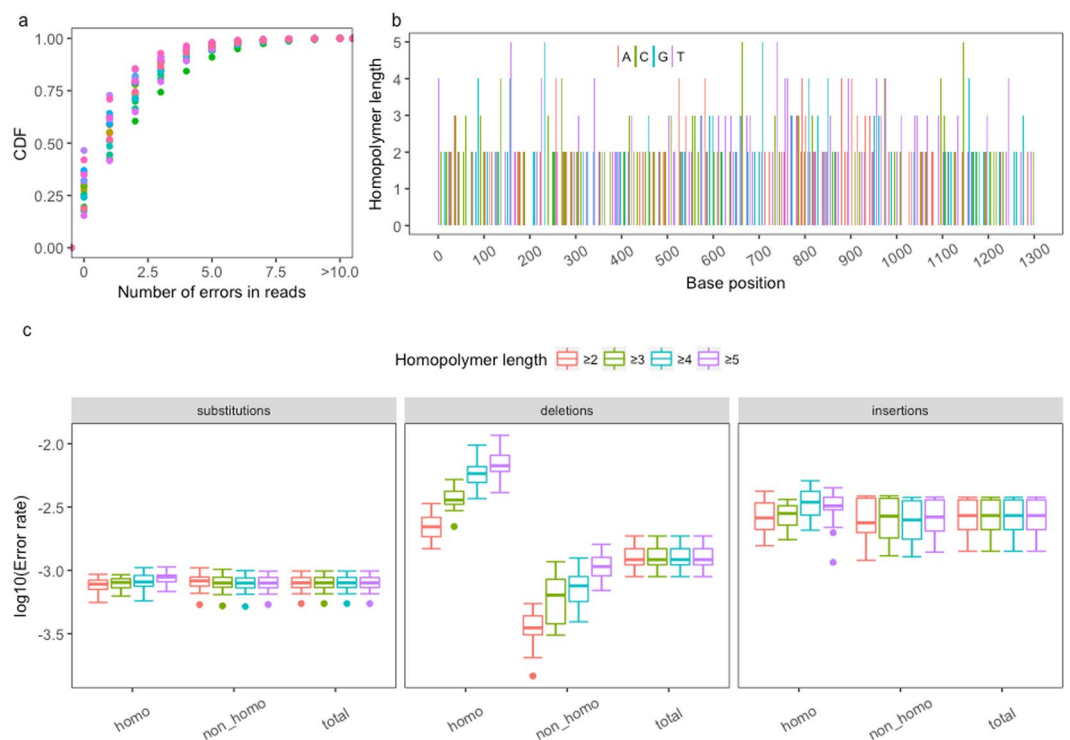 a
CDF
1.00
0.75
0.50
0.25
0.00
0 2.5 5.0 7.5 >10.0
Number of errors in reads
b
Homopolymer length
5
4
3
2
1
0
A C G T
0 100 200 300 400 500 600 700 800 900 1000 1100 1200 1300
Base position
c
Homopolymer length ≥2 ≥3 ≥4 ≥5
substitutions deletions insertions
log10(Error rate)
-2.0
-2.5
-3.0
-3.5
homo non_homo total homo non_homo total homo non_homo total